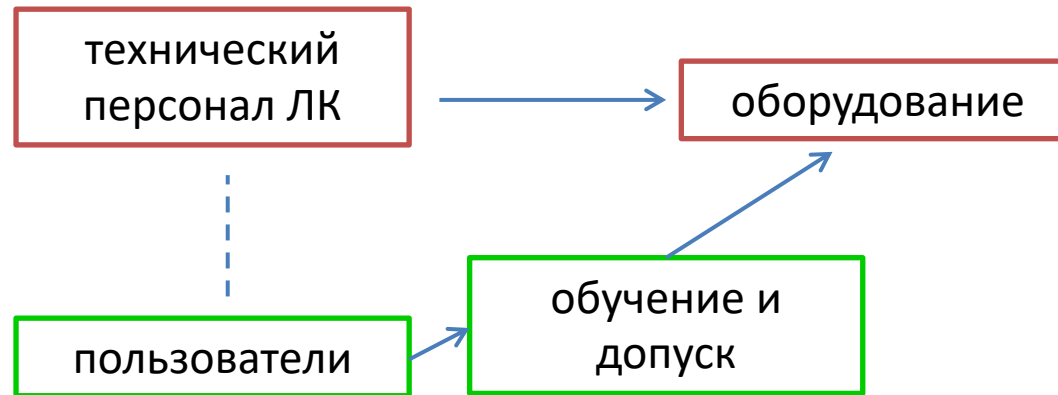 технический
персонал ЛК
оборудование
обучение и
допуск
пользователи